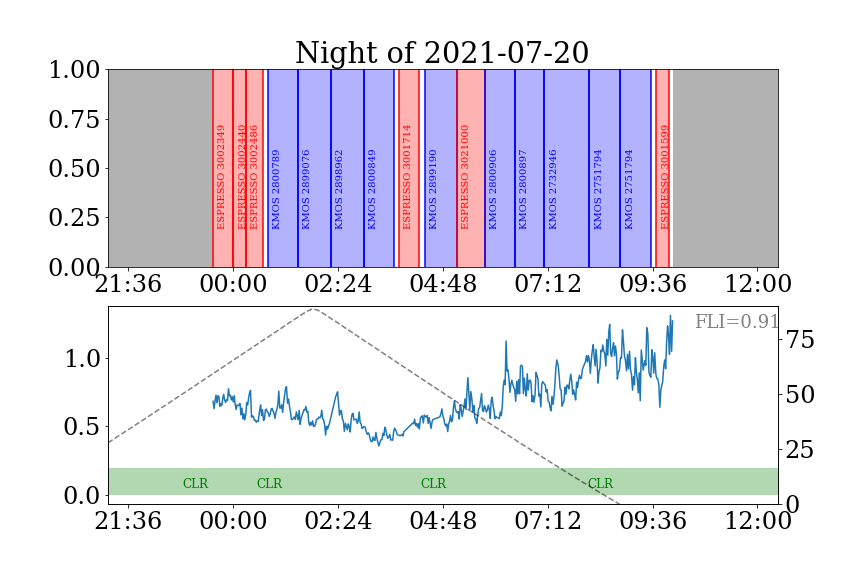 Night of 2021-07-20
1.00
0.75
0.50
0.25
0.00
ESPRESSO 3002349
ESPRESSO 3002440
ESPRESSO 3002486
KMOS 2800789
KMOS 2899076
KMOS 2898962
KMOS 2800849
ESPRESSO 3001714
KMOS 2899190
ESPRESSO 3021000
KMOS 2800906
KMOS 2800897
KMOS 2732946
KMOS 2751794
KMOS 2751794
ESPRESSO 3001599
21:36 00:00 02:24 04:48 07:12 09:36 12:00
FLI=0.91
1.0
0.5
0.0
75
50
25
0
CLR CLR CLR CLR
21:36 00:00 02:24 04:48 07:12 09:36 12:00